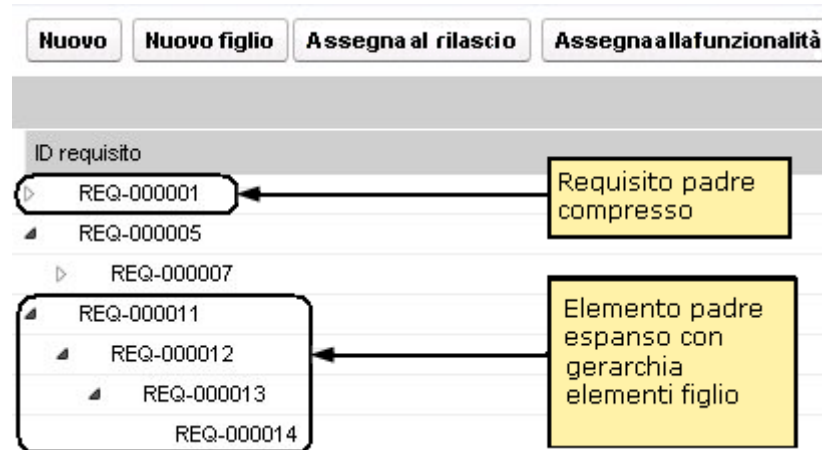 Nuovo Nuovo figlio Assegna al rilascio Assegna alla funzionalità
ID requisito
REQ-000001
Requisito padre
compresso
REQ-000005
REQ-000007
REQ-000011
Elemento padre
espanso con
gerarchia
elementi figlio
REQ-000012
REQ-000013
REQ-000014